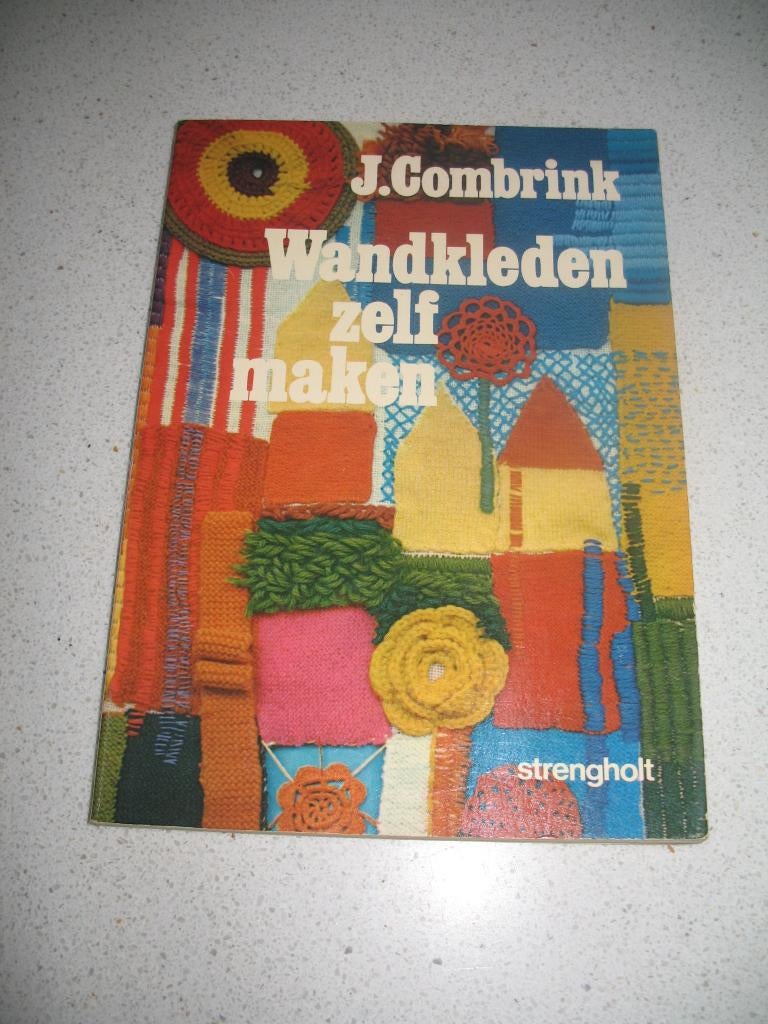 J.Combrink
Wandkleden
zelf
maken
strengholt